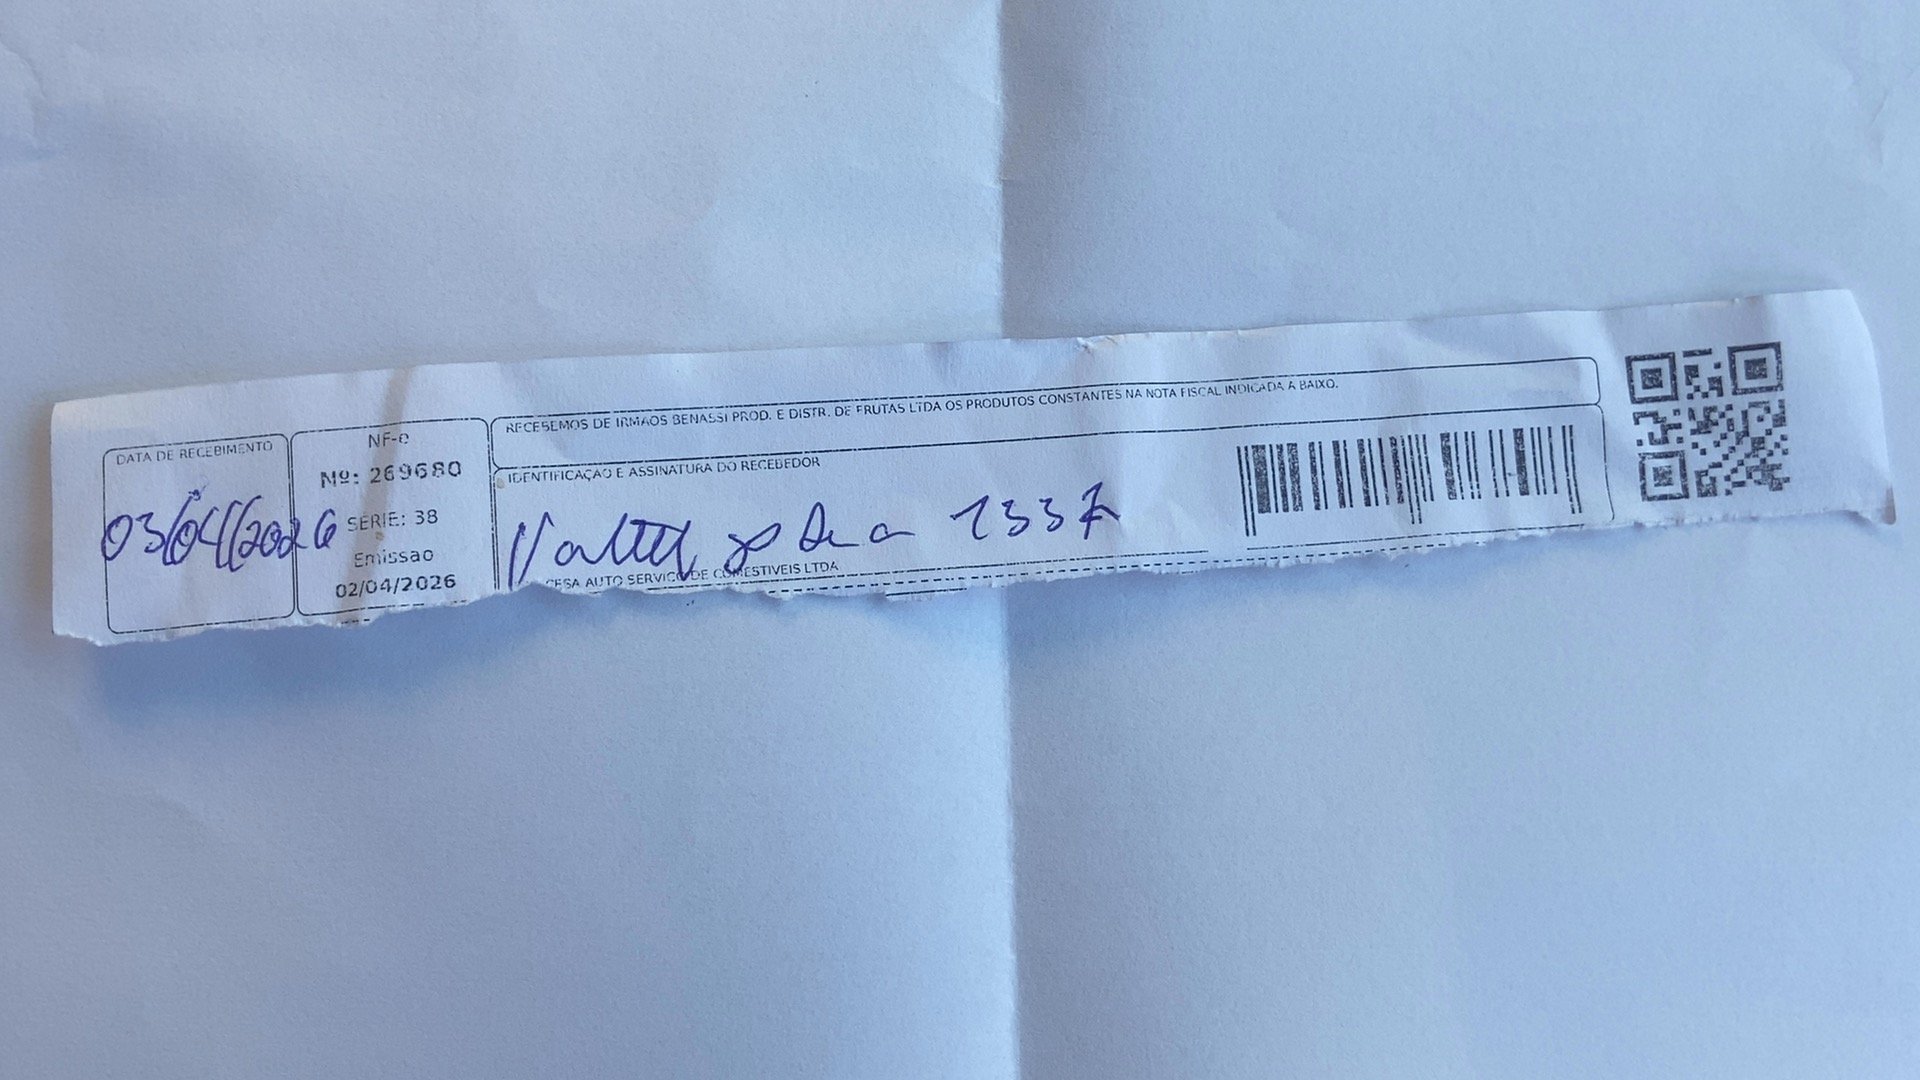 RECEBEMOS DE IRMAOS BENASSI PROD. E DISTR. DE FRUTAS LTDA OS PRODUTOS CONSTANTES NA NOTA FISCAL INDICADA A BAIXO.
DATA DE RECEBIMENTO
03/04/2026
NF-e
Nº: 269680
SERIE: 38
Emissao
02/04/2026
IDENTIFICAÇAO E ASSINATURA DO RECEBEDOR
1337
CESA AUTO SERVICO DE COMESTIVEIS LTDA